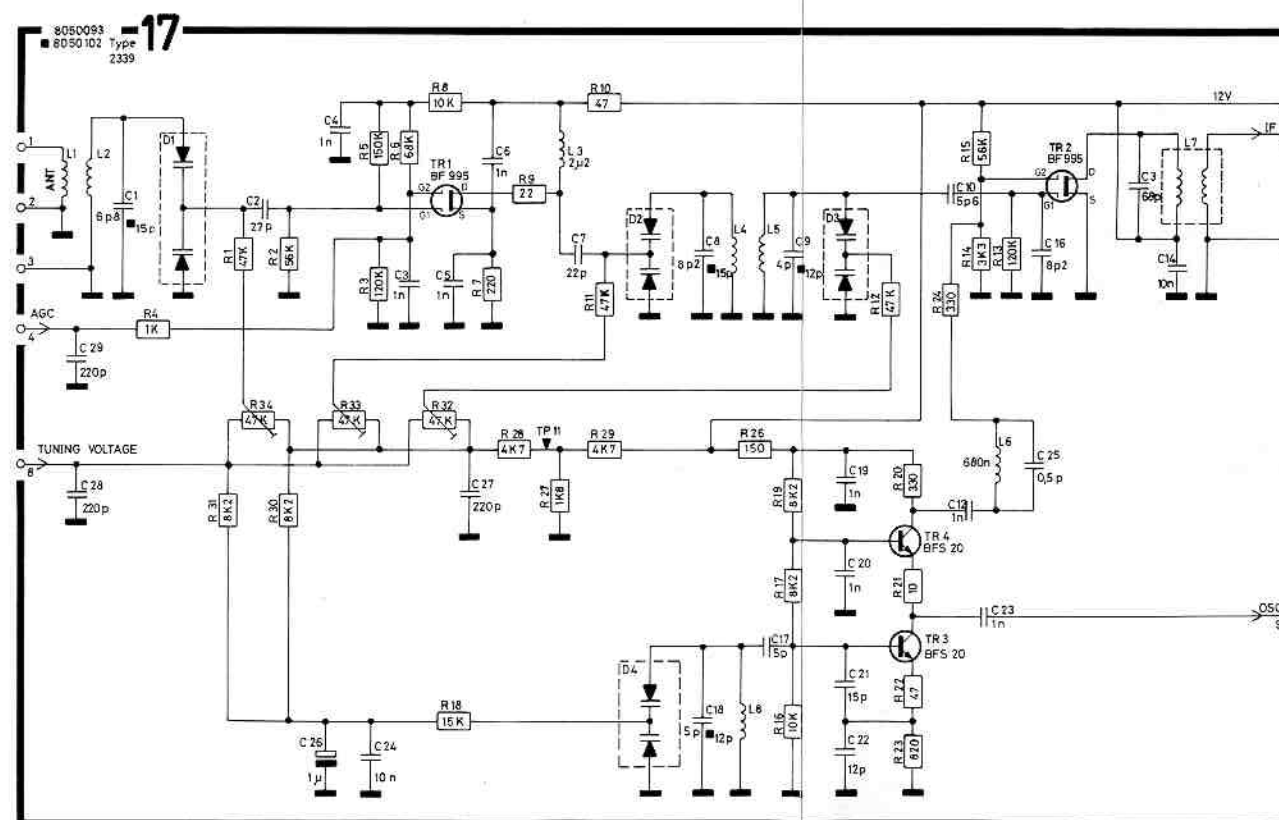 8050093
■ 8050102 Type
2339
17
1
2
3
4
8
ANT
L1
L2
C1
6p8
■15p
D1
C2
27p
R1
47K
R2
56K
C4
1n
R5
150K
R6
68K
R8
10K
TR1
BF 995
G2
G1
D
S
C6
1n
R9
22
L3
2µ2
R10
47
R3
120K
C3
1n
C5
1n
R7
220
C7
22p
R11
47K
D2
C8
8p2
■15p
L4
L5
C9
4p
■12p
D3
R12
47K
C10
5p6
R15
56K
R14
3K3
R13
120K
TR2
BF995
G2
G1
D
S
C16
8p2
C3
68p
L7
C14
10n
12V
IF
R24
330
AGC
R4
1K
C29
220p
R34
47K
R33
47K
R32
47K
TUNING VOLTAGE
C28
220p
R31
8K2
R30
8K2
C27
220p
R28
4K7
TP11
R27
1K8
R29
4K7
R26
150
R19
8K2
C19
1n
R20
330
L6
680n
C25
0,5p
C12
1n
TR4
BFS 20
R17
8K2
C20
1n
R21
10
C23
1n
OSC
TR3
BFS 20
C17
5p
R16
10K
C21
15p
C22
12p
R22
47
R23
820
D4
C18
5p
■12p
L8
R18
15K
C26
1µ
C24
10n